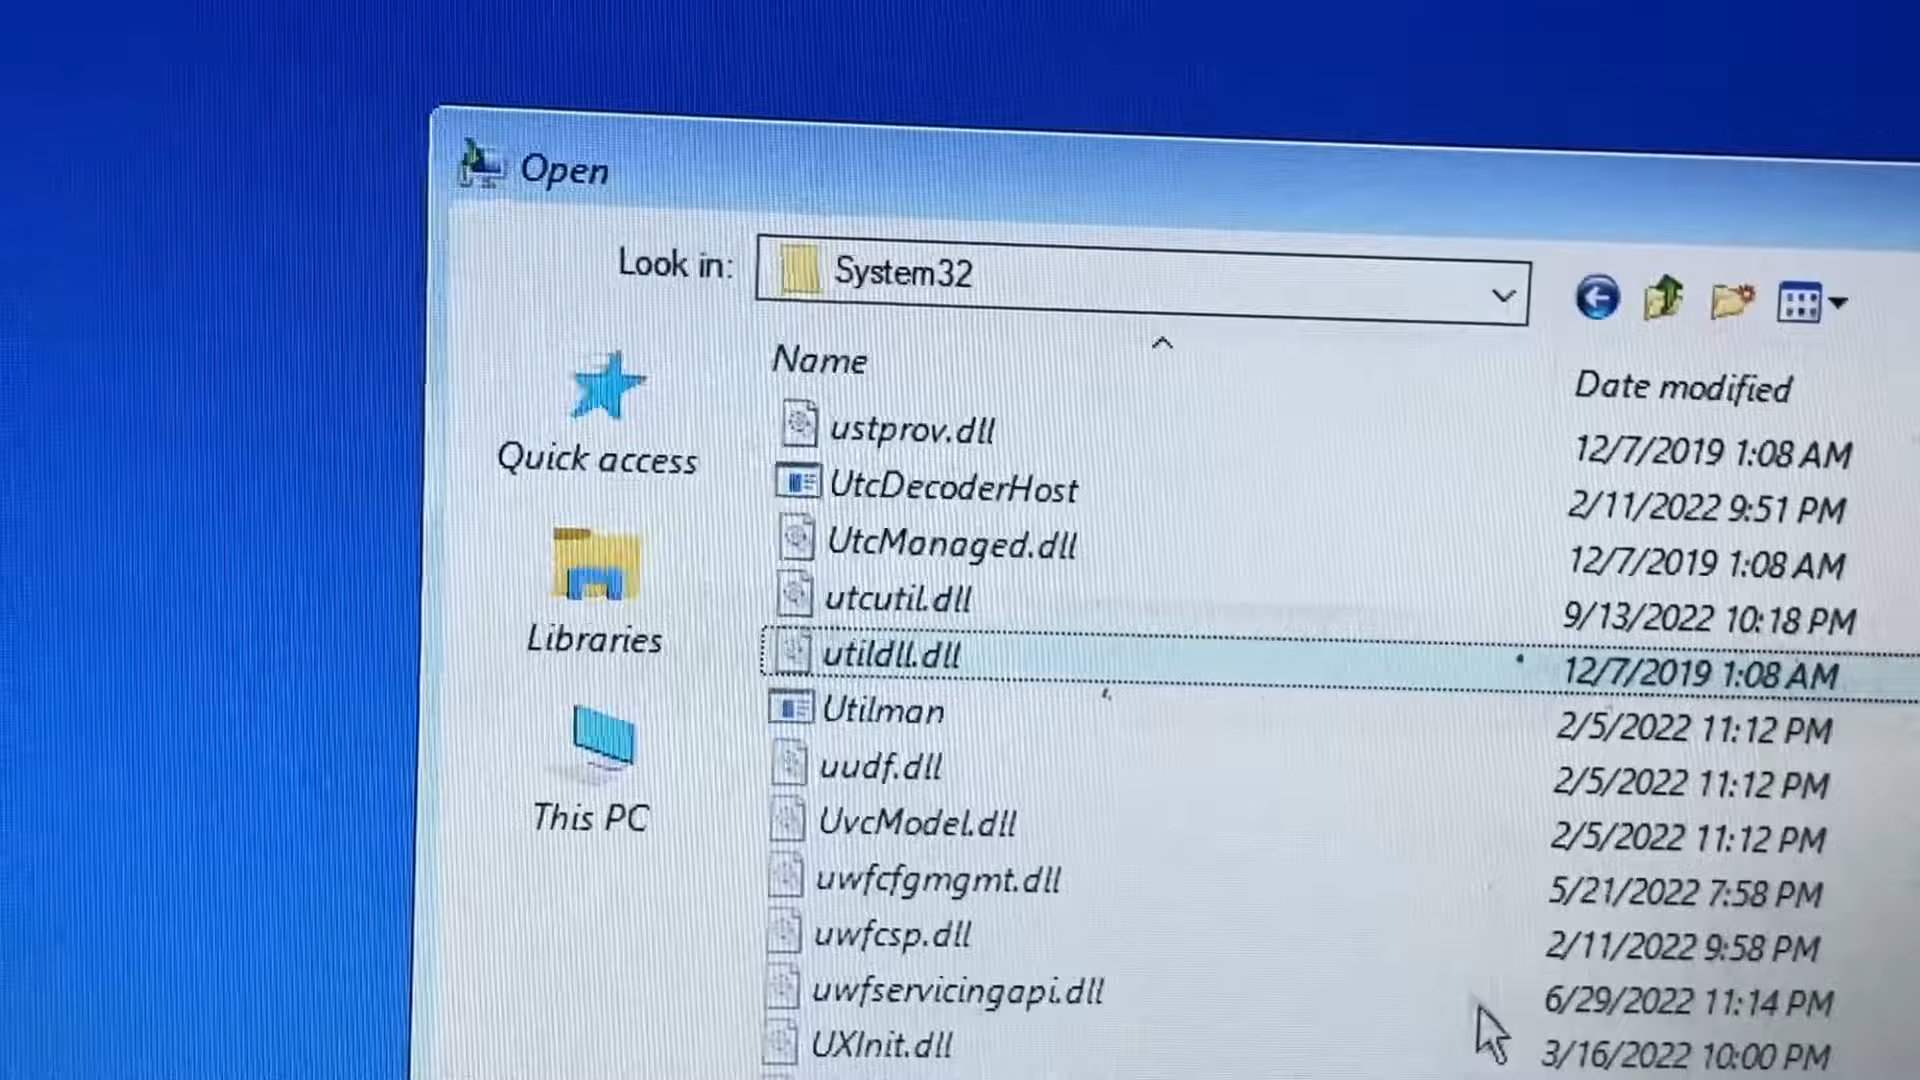 Open
Look in: System32
Name Date modified
ustprov.dll 12/7/2019 1:08 AM
UtcDecoderHost 2/11/2022 9:51 PM
UtcManaged.dll 12/7/2019 1:08 AM
utcutil.dll 9/13/2022 10:18 PM
utildll.dll 12/7/2019 1:08 AM
Utilman 2/5/2022 11:12 PM
uudf.dll 2/5/2022 11:12 PM
UvcModel.dll 2/5/2022 11:12 PM
uwfcfgmgmt.dll 5/21/2022 7:58 PM
uwfcsp.dll 2/11/2022 9:58 PM
uwfservicingapi.dll 6/29/2022 11:14 PM
UXInit.dll 3/16/2022 10:00 PM
Quick access
Libraries
This PC